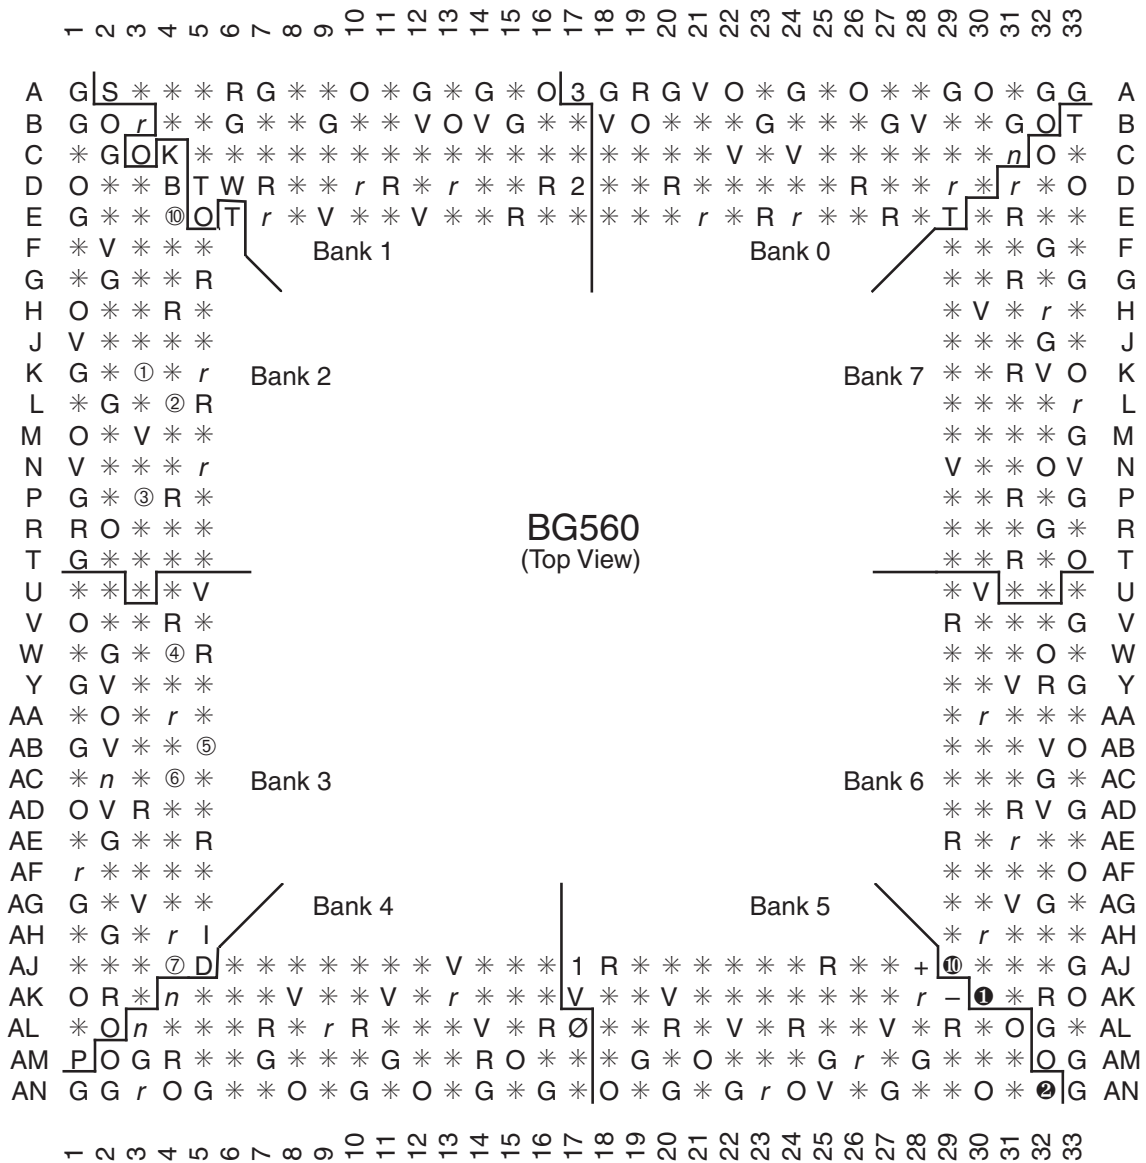 1 2 3 4 5 6 7 8 9 10 11 12 13 14 15 16 17 18 19 20 21 22 23 24 25 26 27 28 29 30 31 32 33
A G S ✳ ✳ ✳ R G ✳ ✳ O ✳ G ✳ G ✳ O 3 G R G V O ✳ G ✳ O ✳ ✳ G O ✳ G G A
B G O r ✳ ✳ G ✳ ✳ G ✳ ✳ V O V G ✳ ✳ V O ✳ ✳ ✳ G ✳ ✳ ✳ G V ✳ ✳ G O T B
C ✳ G O K ✳ ✳ ✳ ✳ ✳ ✳ ✳ ✳ ✳ ✳ ✳ ✳ ✳ ✳ ✳ ✳ ✳ V ✳ V ✳ ✳ ✳ ✳ ✳ ✳ n O ✳ C
D O ✳ ✳ B T W R ✳ ✳ r R ✳ r ✳ ✳ R 2 ✳ ✳ R ✳ ✳ ✳ ✳ ✳ R ✳ ✳ r ✳ r ✳ O D
E G ✳ ✳ ⑩ O T r ✳ V ✳ ✳ V ✳ ✳ R ✳ ✳ ✳ ✳ ✳ r ✳ R r ✳ ✳ R ✳ T ✳ R ✳ ✳ E
F ✳ V ✳ ✳ ✳ Bank 1 Bank 0 ✳ ✳ ✳ G ✳ F
G ✳ G ✳ ✳ R ✳ ✳ R ✳ G G
H O ✳ ✳ R ✳ ✳ V ✳ r ✳ H
J V ✳ ✳ ✳ ✳ ✳ ✳ ✳ G ✳ J
K G ✳ ① ✳ r Bank 2 Bank 7 ✳ ✳ R V O K
L ✳ G ✳ ② R ✳ ✳ ✳ ✳ r L
M O ✳ V ✳ ✳ ✳ ✳ ✳ ✳ G M
N V ✳ ✳ ✳ r V ✳ ✳ O V N
P G ✳ ③ R ✳ ✳ ✳ R ✳ G P
R R O ✳ ✳ ✳ BG560 ✳ ✳ ✳ G ✳ R
T G ✳ ✳ ✳ ✳ (Top View) ✳ ✳ R ✳ O T
U ✳ ✳ ✳ ✳ V ✳ V ✳ ✳ ✳ U
V O ✳ ✳ R ✳ R ✳ ✳ ✳ G V
W ✳ G ✳ ④ R ✳ ✳ ✳ O ✳ W
Y G V ✳ ✳ ✳ ✳ ✳ V R G Y
AA ✳ O ✳ r ✳ ✳ r ✳ ✳ ✳ AA
AB G V ✳ ✳ ⑤ ✳ ✳ ✳ V O AB
AC ✳ n ✳ ⑥ ✳ Bank 3 Bank 6 ✳ ✳ ✳ G ✳ AC
AD O V R ✳ ✳ ✳ ✳ R V G AD
AE ✳ G ✳ ✳ R R ✳ r ✳ ✳ AE
AF r ✳ ✳ ✳ ✳ ✳ ✳ ✳ ✳ O AF
AG G ✳ V ✳ ✳ Bank 4 Bank 5 ✳ ✳ V G ✳ AG
AH ✳ G ✳ r I ✳ r ✳ ✳ ✳ AH
AJ ✳ ✳ ✳ ⑦ D ✳ ✳ ✳ ✳ ✳ ✳ ✳ V ✳ ✳ ✳ 1 R ✳ ✳ ✳ ✳ ✳ ✳ R ✳ ✳ + ❿ ✳ ✳ ✳ G AJ
AK O R ✳ n ✳ ✳ ✳ V ✳ ✳ V ✳ r ✳ ✳ ✳ V ✳ ✳ V ✳ ✳ ✳ ✳ ✳ ✳ ✳ r – ❶ ✳ R O AK
AL ✳ O n ✳ ✳ ✳ R ✳ r R ✳ ✳ ✳ V ✳ R Ø ✳ ✳ R ✳ V ✳ R ✳ ✳ V ✳ R ✳ O G ✳ AL
AM P O G R ✳ ✳ G ✳ ✳ ✳ G ✳ ✳ R O ✳ ✳ ✳ G ✳ O ✳ ✳ ✳ G r ✳ G ✳ ✳ ✳ O G AM
AN G G r O G ✳ ✳ O ✳ G ✳ O ✳ G ✳ G ✳ O ✳ G ✳ G r O V ✳ G ✳ ✳ O ✳ ❷ G AN
1 2 3 4 5 6 7 8 9 10 11 12 13 14 15 16 17 18 19 20 21 22 23 24 25 26 27 28 29 30 31 32 33